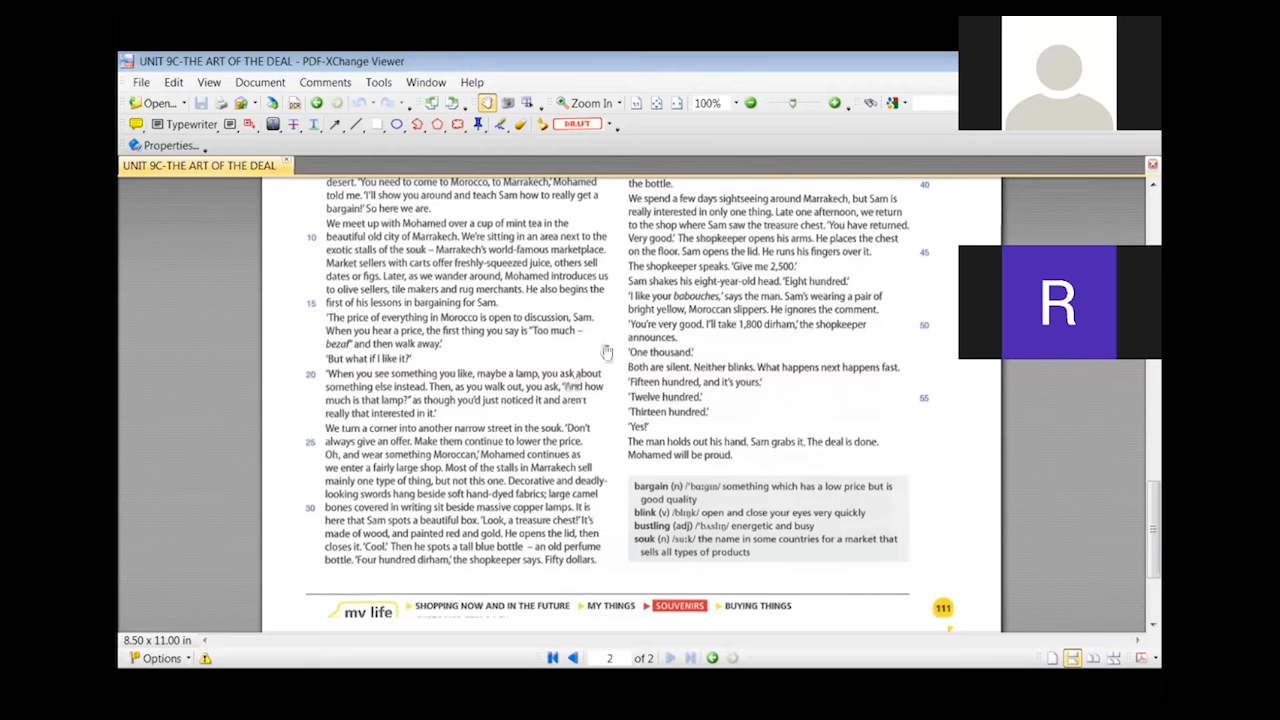 UNIT 9C-THE ART OF THE DEAL - PDF-XChange Viewer
File Edit View Document Comments Tools Window Help
Open... Zoom In 100%
Typewriter DRAFT
Properties...
UNIT 9C-THE ART OF THE DEAL
desert. 'You need to come to Morocco, to Marrakech,' Mohamed
told me. 'I'll show you around and teach Sam how to really get a
bargain!' So here we are.
We meet up with Mohamed over a cup of mint tea in the
10 beautiful old city of Marrakech. We're sitting in an area next to the
exotic stalls of the souk – Marrakech's world-famous marketplace.
Market sellers with carts offer freshly-squeezed juice, others sell
dates or figs. Later, as we wander around, Mohamed introduces us
to olive sellers, tile makers and rug merchants. He also begins the
15 first of his lessons in bargaining for Sam.
'The price of everything in Morocco is open to discussion, Sam.
When you hear a price, the first thing you say is "Too much –
bezaf" and then walk away.'
'But what if I like it?'
20 'When you see something you like, maybe a lamp, you ask about
something else instead. Then, as you walk out, you ask, "And how
much is that lamp?" as though you'd just noticed it and aren't
really that interested in it.'
We turn a corner into another narrow street in the souk. 'Don't
25 always give an offer. Make them continue to lower the price.
Oh, and wear something Moroccan,' Mohamed continues as
we enter a fairly large shop. Most of the stalls in Marrakech sell
mainly one type of thing, but not this one. Decorative and deadly-
looking swords hang beside soft hand-dyed fabrics; large camel
30 bones covered in writing sit beside massive copper lamps. It is
here that Sam spots a beautiful box. 'Look, a treasure chest!' It's
made of wood, and painted red and gold. He opens the lid, then
closes it. 'Cool.' Then he spots a tall blue bottle – an old perfume
bottle. 'Four hundred dirham,' the shopkeeper says. Fifty dollars.
the bottle. 40
We spend a few days sightseeing around Marrakech, but Sam is
really interested in only one thing. Late one afternoon, we return
to the shop where Sam saw the treasure chest. 'You have returned.
Very good.' The shopkeeper opens his arms. He places the chest
on the floor. Sam opens the lid. He runs his fingers over it. 45
The shopkeeper speaks. 'Give me 2,500.'
Sam shakes his eight-year-old head. 'Eight hundred.'
'I like your babouches,' says the man. Sam's wearing a pair of
bright yellow, Moroccan slippers. He ignores the comment.
'You're very good. I'll take 1,800 dirham,' the shopkeeper 50
announces.
'One thousand.'
Both are silent. Neither blinks. What happens next happens fast.
'Fifteen hundred, and it's yours.'
'Twelve hundred.' 55
'Thirteen hundred.'
'Yes!'
The man holds out his hand. Sam grabs it. The deal is done.
Mohamed will be proud.
bargain (n) /ˈbɑːɡɪn/ something which has a low price but is
good quality
blink (v) /blɪŋk/ open and close your eyes very quickly
bustling (adj) /ˈbʌslɪŋ/ energetic and busy
souk (n) /suːk/ the name in some countries for a market that
sells all types of products
my life SHOPPING NOW AND IN THE FUTURE MY THINGS SOUVENIRS BUYING THINGS
111
8.50 x 11.00 in
Options 2 of 2
R